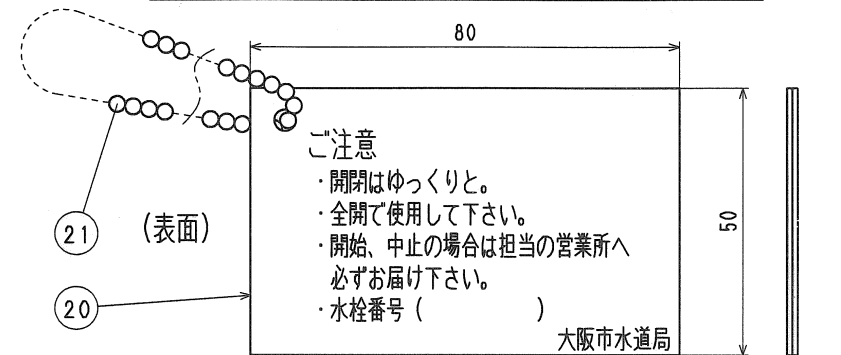 80
ご注意
・開閉はゆっくりと。
・全開で使用して下さい。
・開始、中止の場合は担当の営業所へ
必ずお届け下さい。
・水栓番号（　　　　　）
大阪市水道局
50
21
(表面)
20